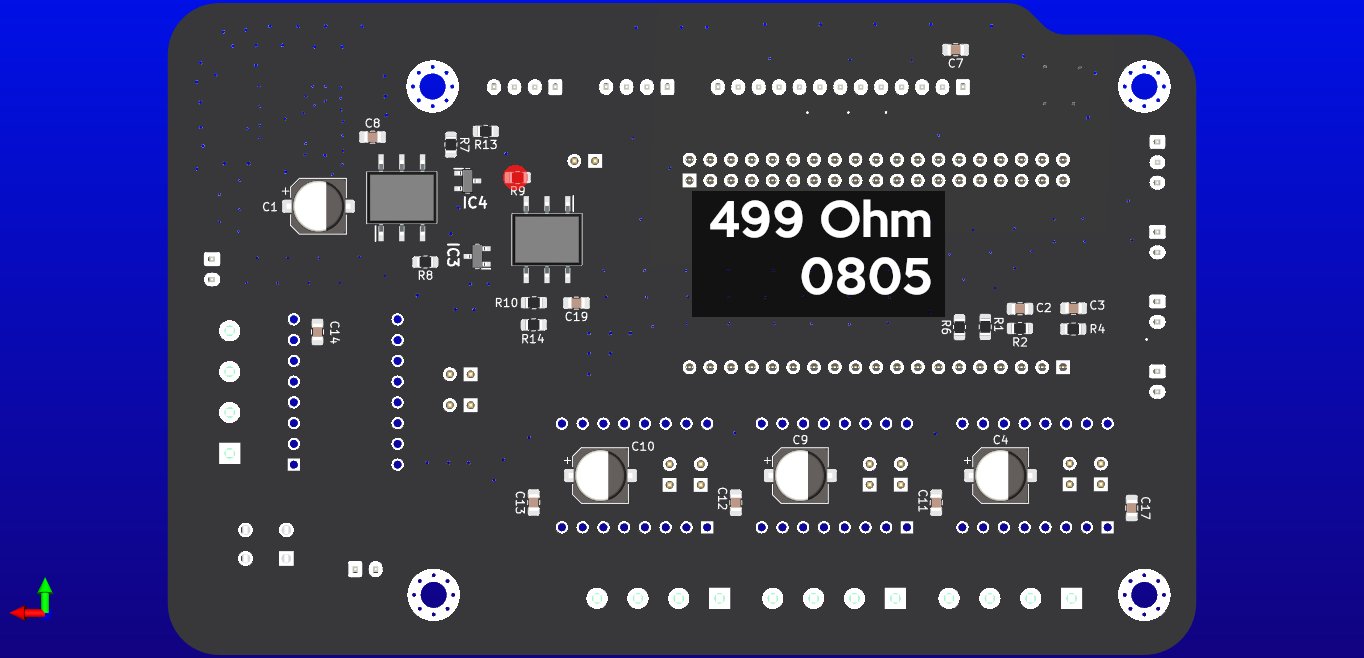 C7
C8
R7
R13
R9
C1
IC4
499 Ohm
0805
IC3
R8
R10
C19
R14
C14
C2
C3
R6
R1
R2
R4
C10
C9
C4
+
+
+
+
C13
C12
C11
C17